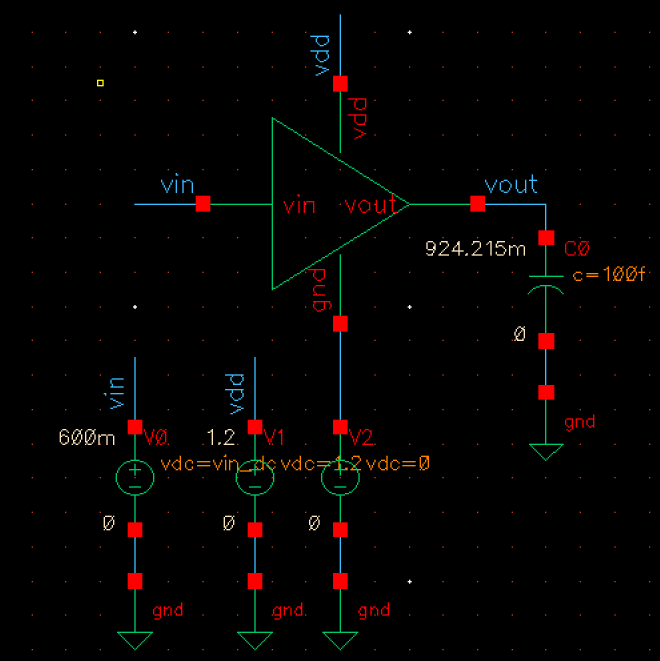 vdd
vdd
vin
vin
vout
vout
924.215m
C0
c=100f
gnd
0
vin
vdd
gnd
600m
V0
1.2
V1
V2
vdc=vin_dc
vdc=1.2
vdc=0
0
0
0
gnd
gnd
gnd